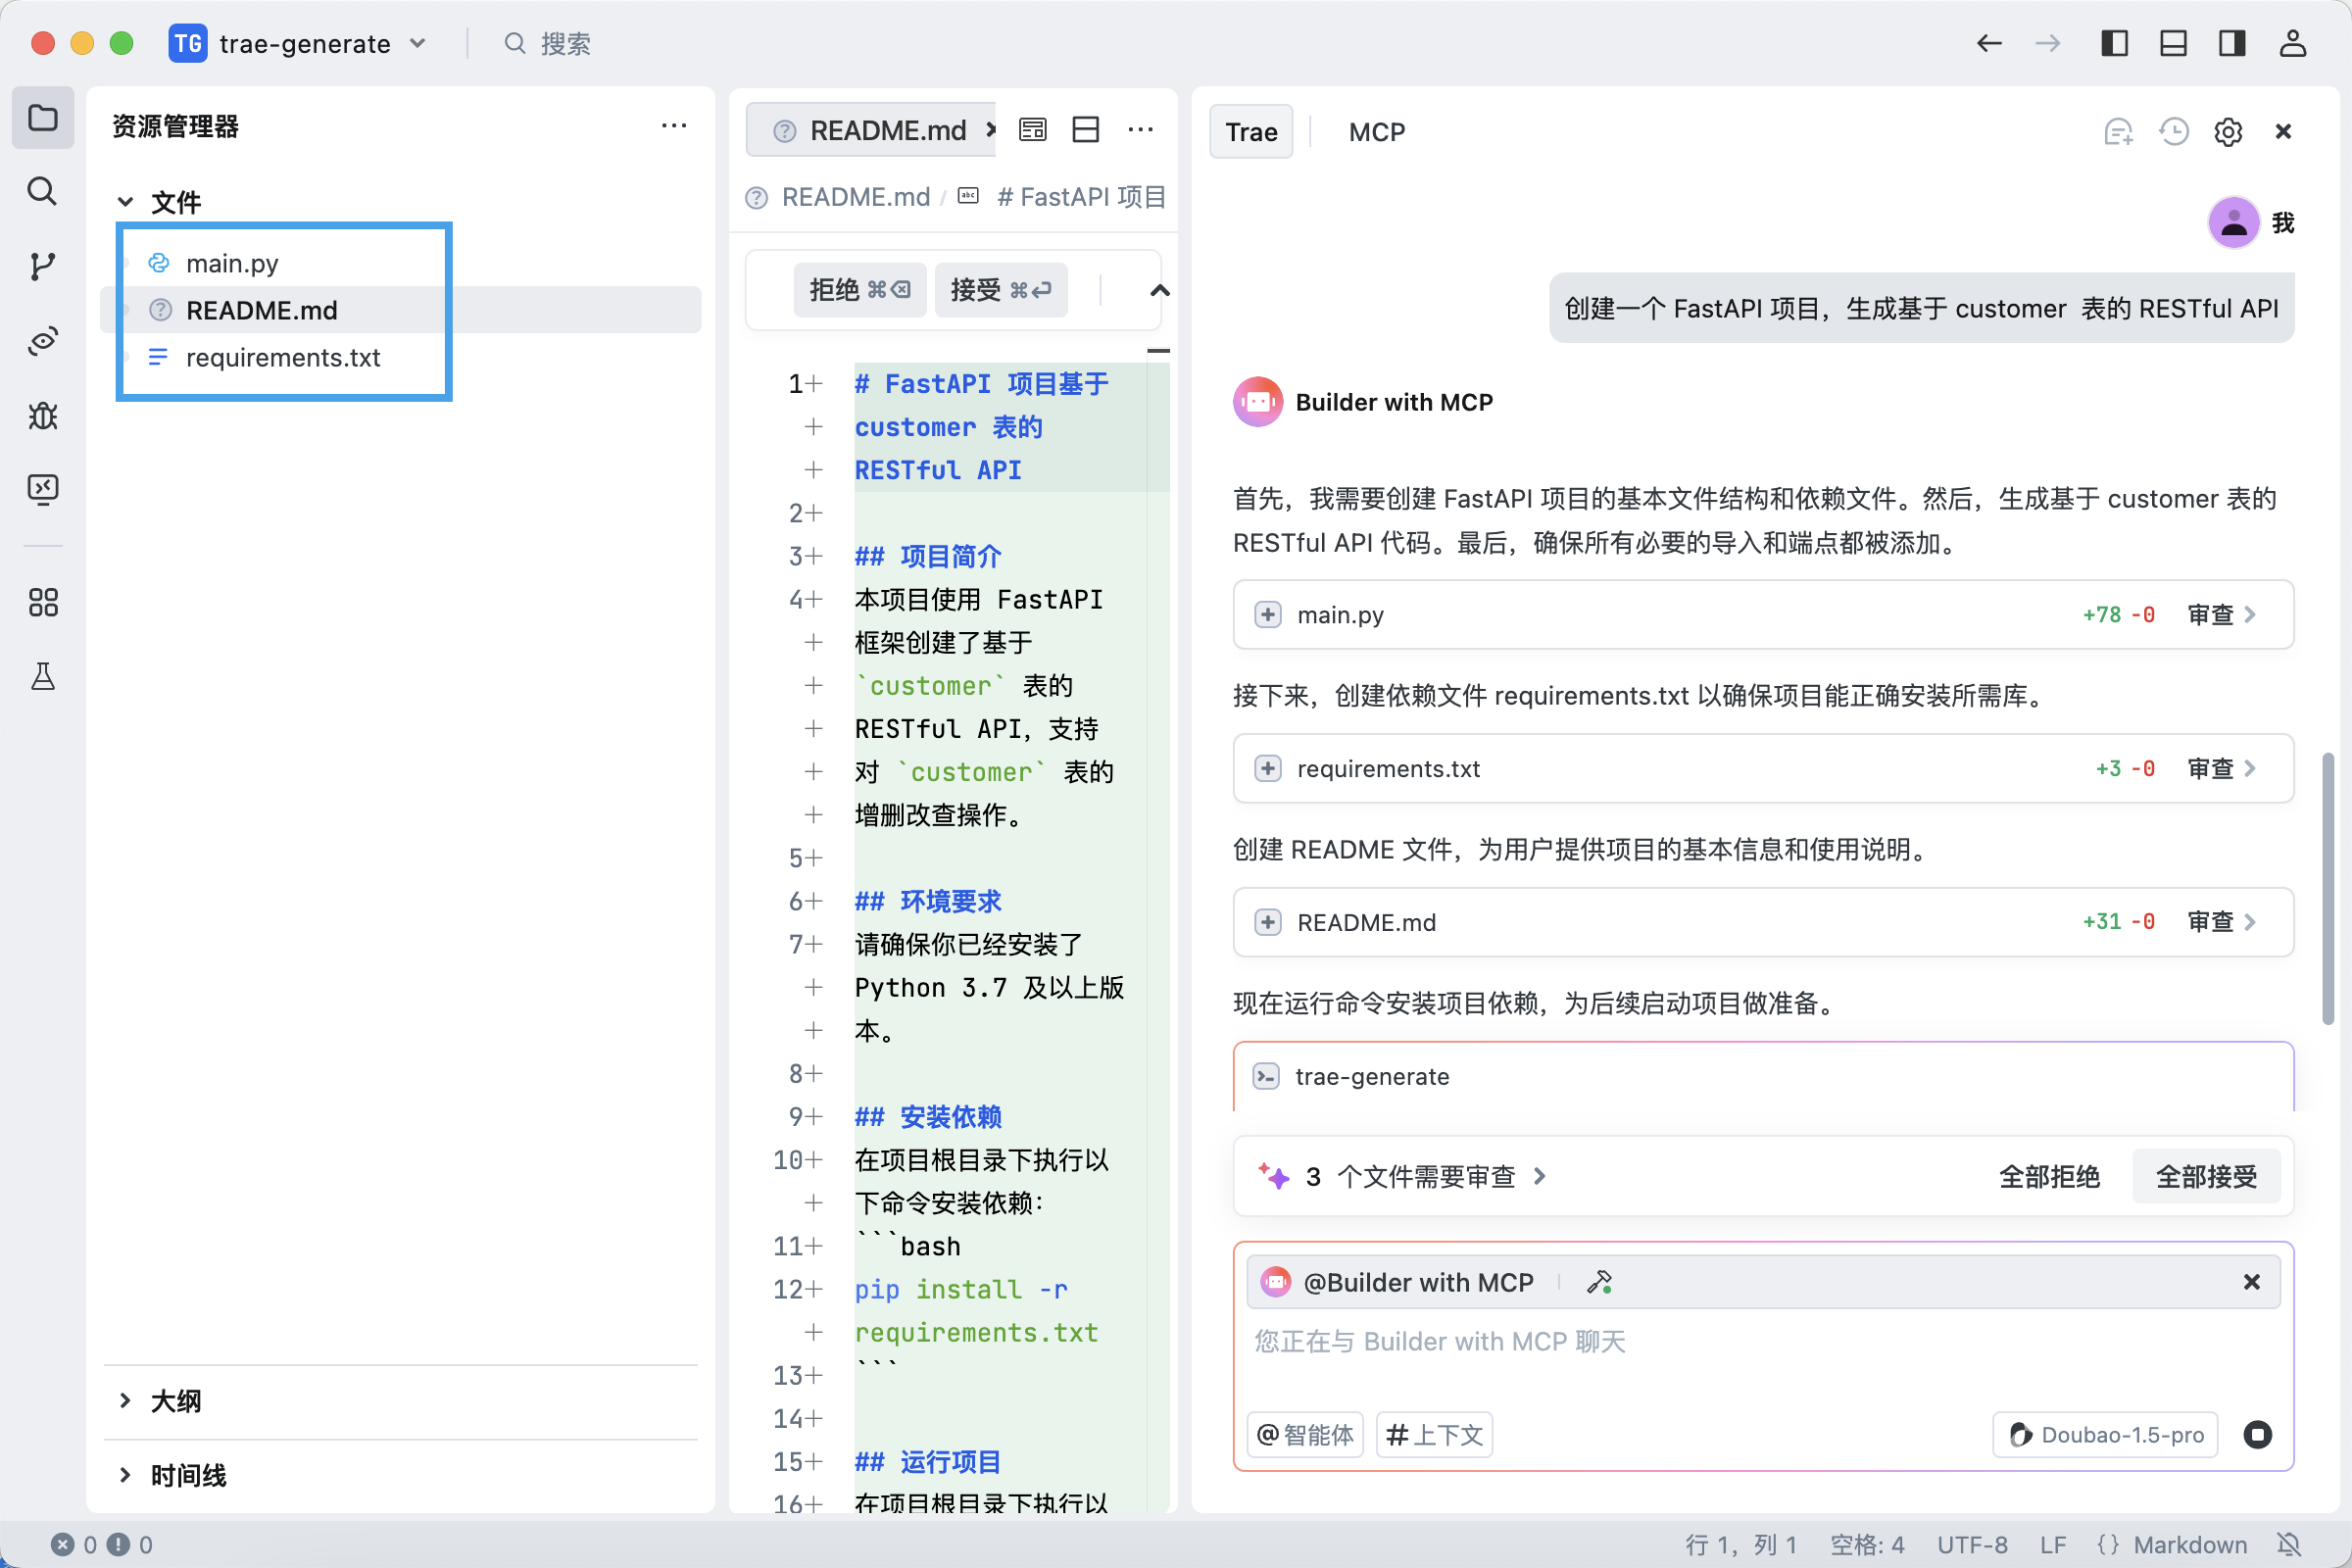 TG trae-generate
搜索
资源管理器
文件
main.py
README.md
requirements.txt
大纲
时间线
README.md
README.md / # FastAPI 项目
拒绝 ⌘⌫ 接受 ⌘⏎
1+ # FastAPI 项目基于
+ customer 表的
+ RESTful API
2+
3+ ## 项目简介
4+ 本项目使用 FastAPI
+ 框架创建了基于
+ `customer` 表的
+ RESTful API，支持
+ 对 `customer` 表的
+ 增删改查操作。
5+
6+ ## 环境要求
7+ 请确保你已经安装了
+ Python 3.7 及以上版
+ 本。
8+
9+ ## 安装依赖
10+ 在项目根目录下执行以
+ 下命令安装依赖：
11+ ```bash
12+ pip install -r
+ requirements.txt
13+ ```
14+
15+ ## 运行项目
16+ 在项目根目录下执行以
Trae MCP
我
创建一个 FastAPI 项目，生成基于 customer 表的 RESTful API
Builder with MCP
首先，我需要创建 FastAPI 项目的基本文件结构和依赖文件。然后，生成基于 customer 表的
RESTful API 代码。最后，确保所有必要的导入和端点都被添加。
main.py +78 -0 审查
接下来，创建依赖文件 requirements.txt 以确保项目能正确安装所需库。
requirements.txt +3 -0 审查
创建 README 文件，为用户提供项目的基本信息和使用说明。
README.md +31 -0 审查
现在运行命令安装项目依赖，为后续启动项目做准备。
trae-generate
3 个文件需要审查 全部拒绝 全部接受
@Builder with MCP
您正在与 Builder with MCP 聊天
@ 智能体 # 上下文 Doubao-1.5-pro
0 0 行 1，列 1 空格: 4 UTF-8 LF {} Markdown